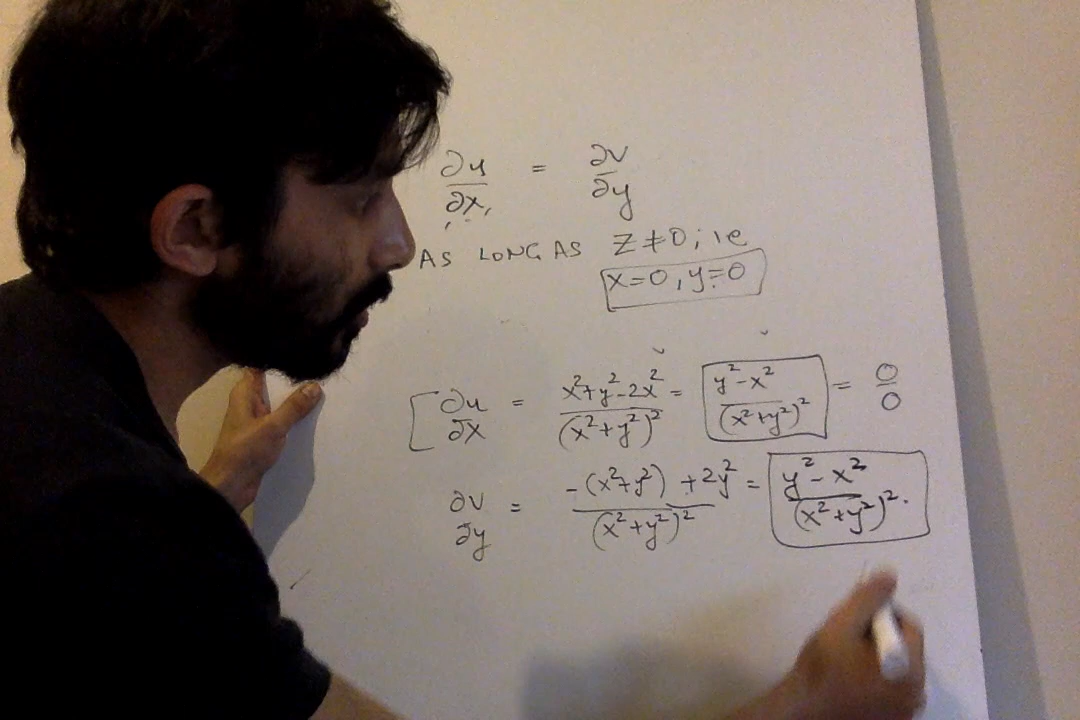 ∂u/∂x, = ∂v/∂y
AS LONG AS Z≠0; ie
x=0, y=0
∂u/∂x = (x²+y²-2x²)/(x²+y²)² = (y²-x²)/(x²+y²)² = 0/0
∂v/∂y = (-(x²+y²)+2y²)/(x²+y²)² = (y²-x²)/(x²+y²)².